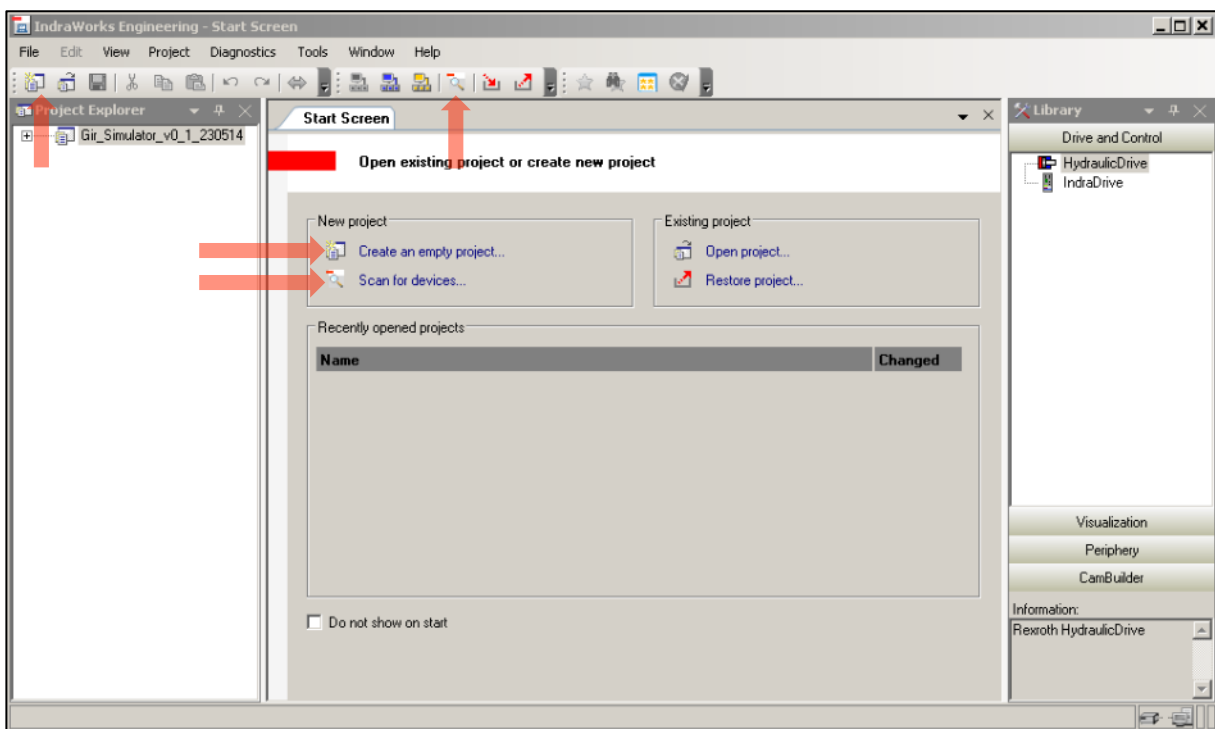 IndraWorks Engineering - Start Screen
File Edit View Project Diagnostics Tools Window Help
Project Explorer
Gir_Simulator_v0_1_230514
Start Screen
Open existing project or create new project
New project
Create an empty project...
Scan for devices...
Existing project
Open project...
Restore project...
Recently opened projects
Name Changed
Do not show on start
Library
Drive and Control
HydraulicDrive
IndraDrive
Visualization
Periphery
CamBuilder
Information:
Rexroth HydraulicDrive